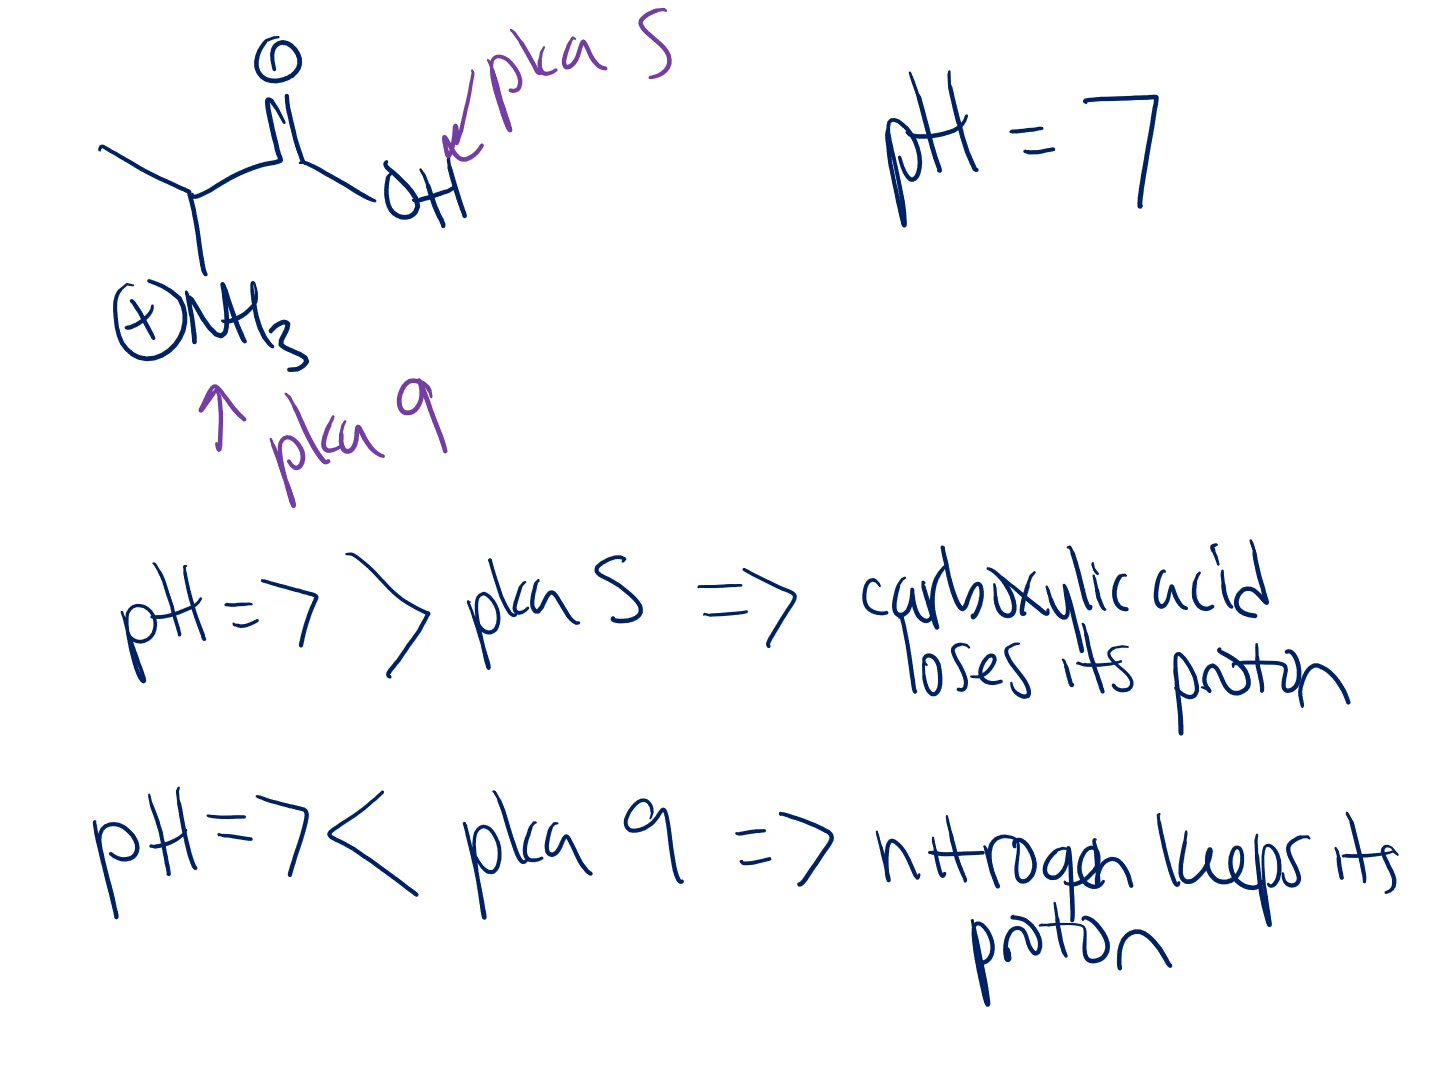 O
pka 5
pH = 7
OH
⊕NH3
pka 9
pH = 7 > pka 5 => carboxylic acid
loses its proton
pH = 7 < pka 9 => nitrogen keeps its
proton